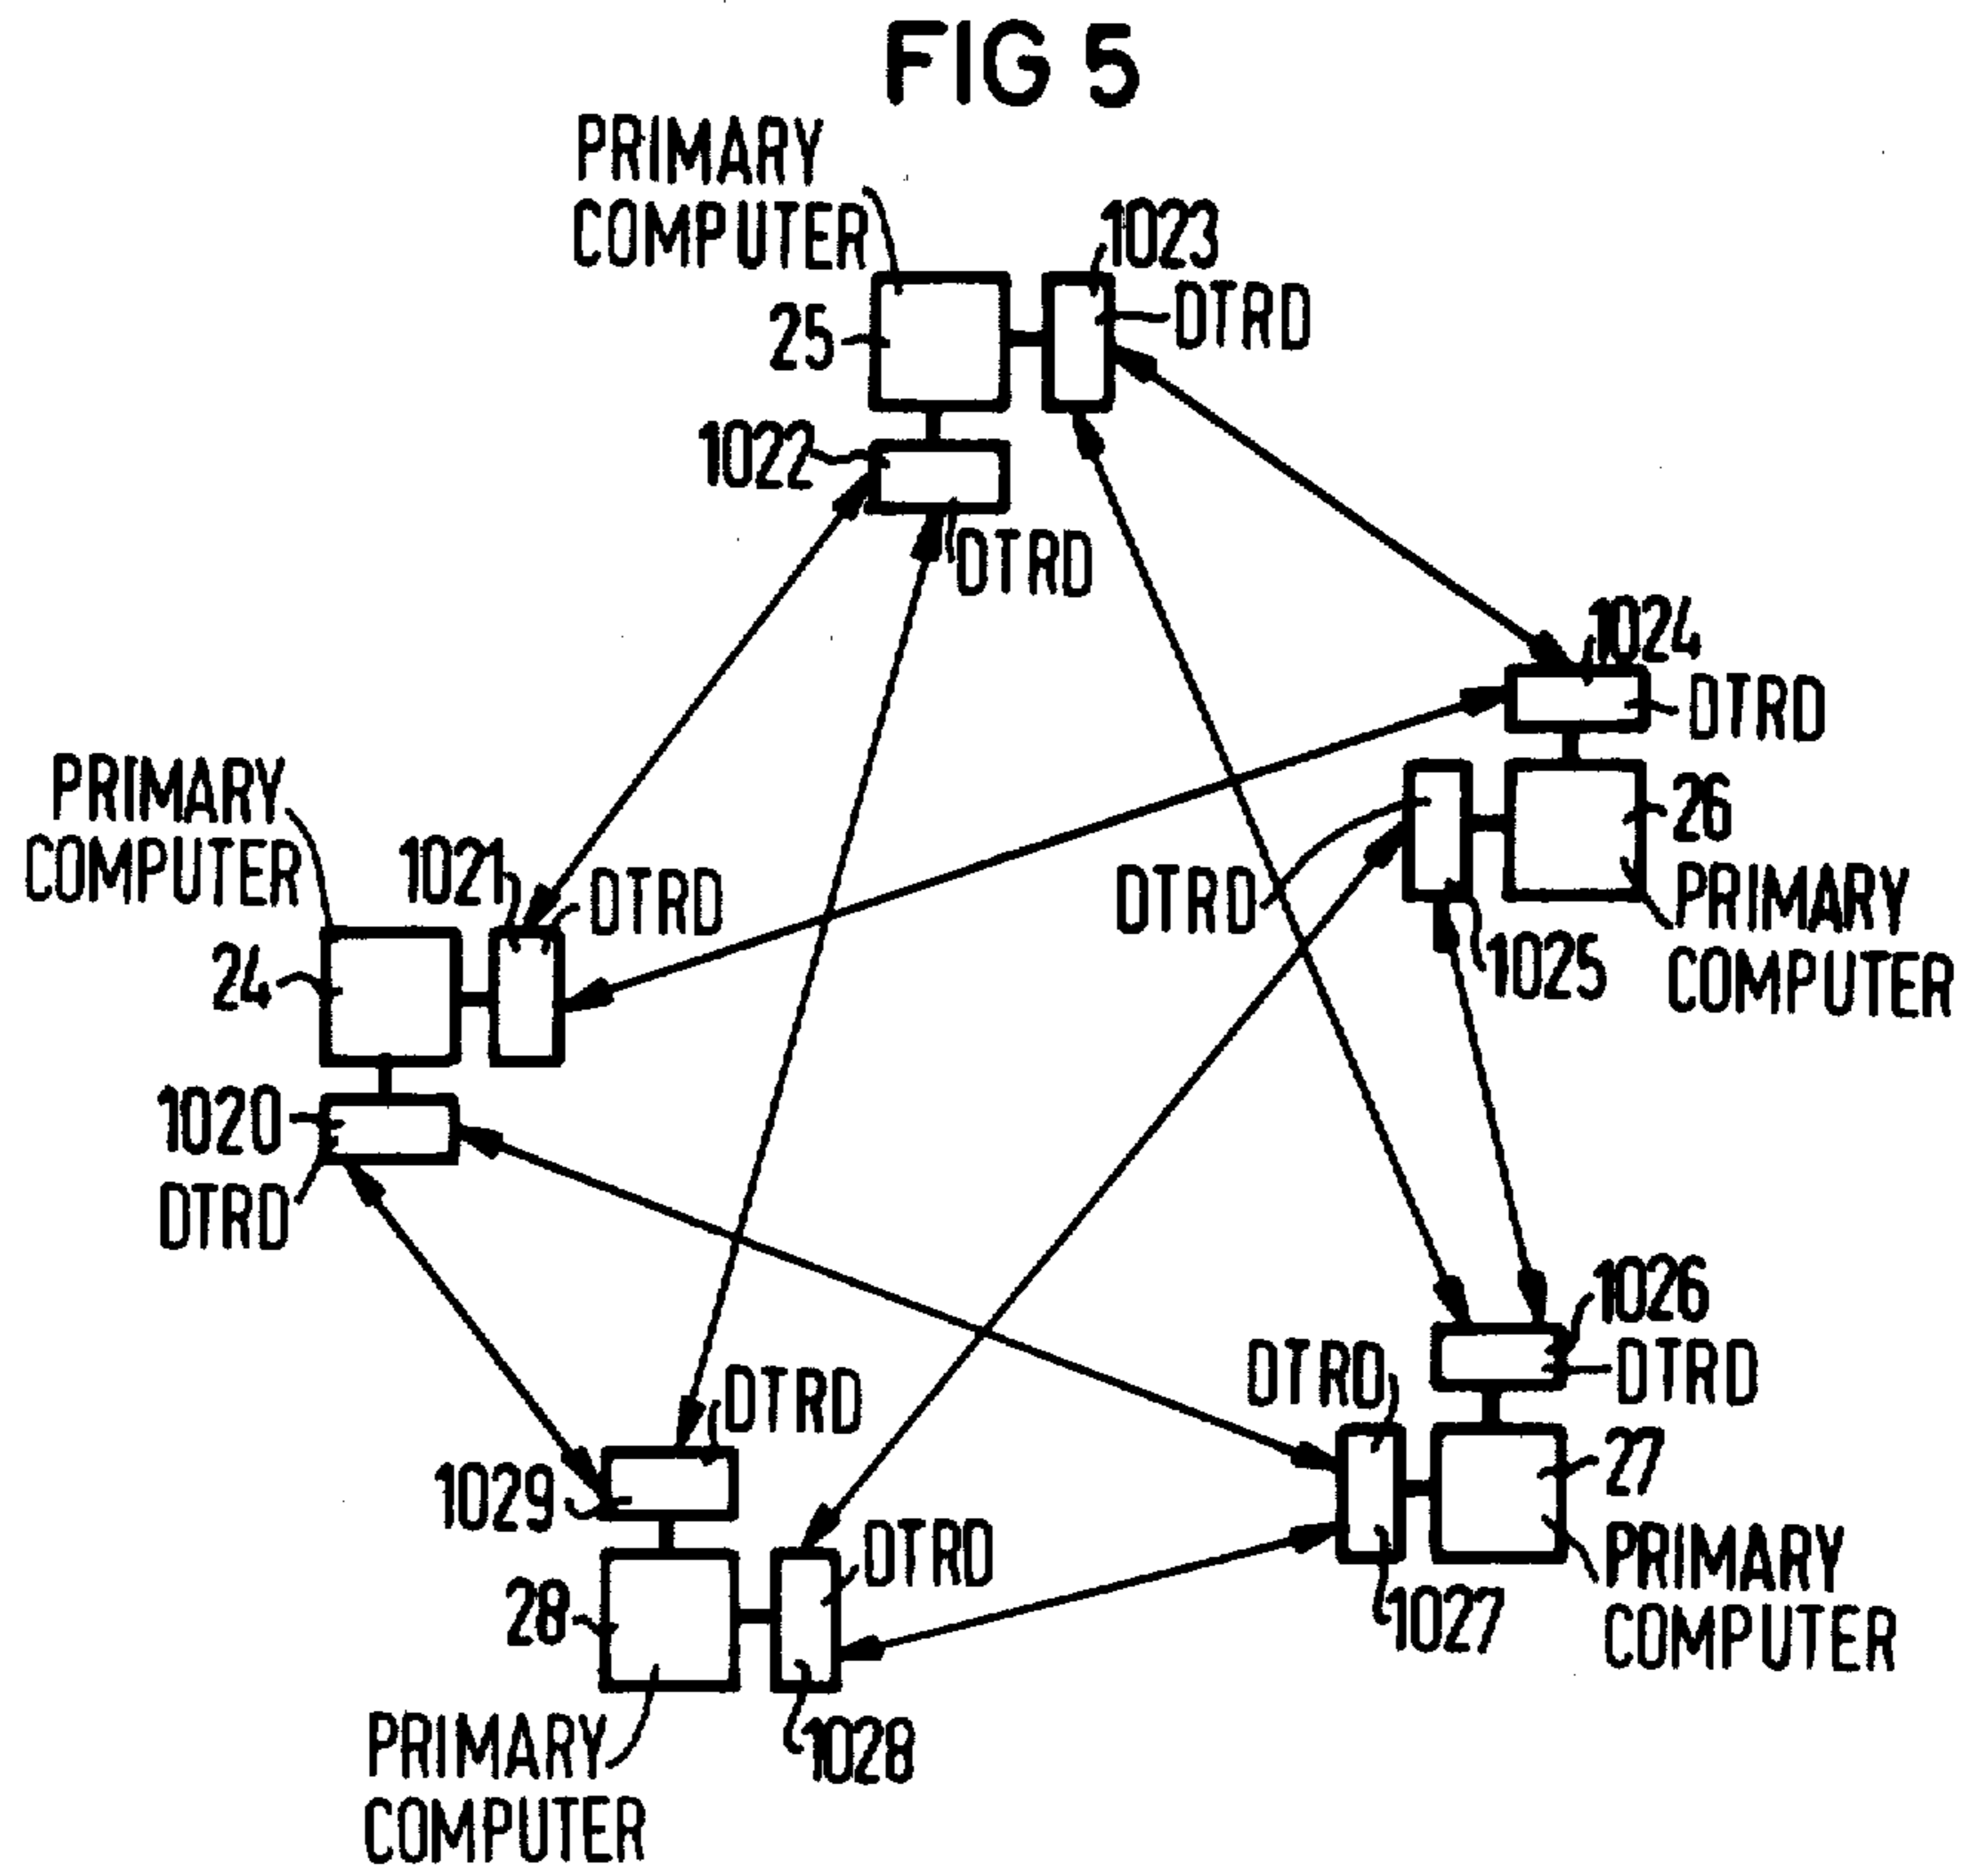 FIG 5
PRIMARY
COMPUTER
1023
DTRD
25
1022
DTRD
1024
DTRD
PRIMARY
COMPUTER
26
1021
DTRD
DTRD
PRIMARY
COMPUTER
24
1025
1020
DTRD
1026
DTRD
DTRD
DTRD
27
1029
DTRD
PRIMARY
COMPUTER
28
1027
1028
PRIMARY
COMPUTER